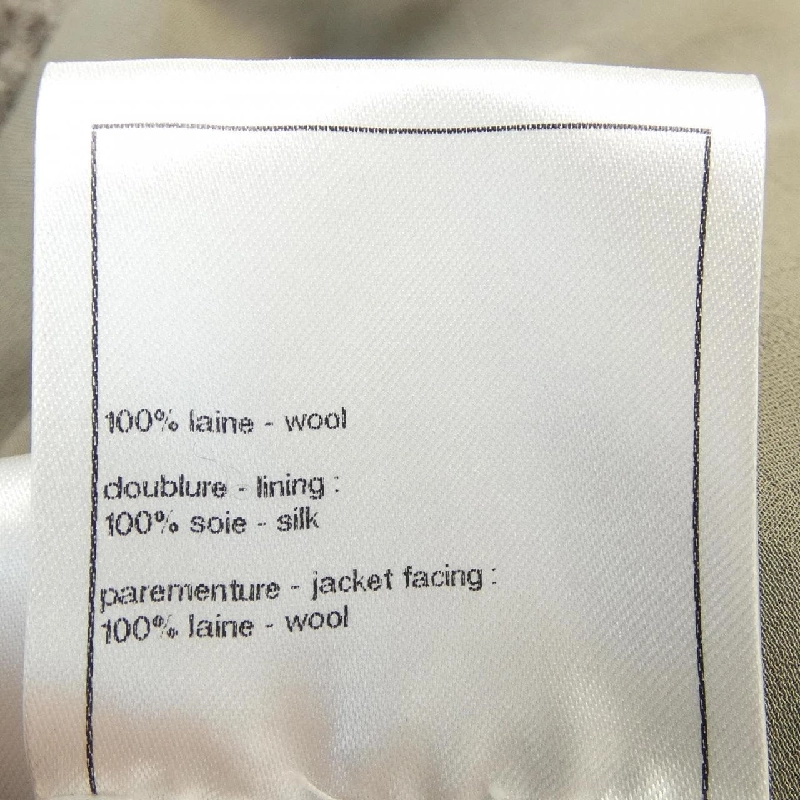 100% laine - wool
doublure - lining :
100% soie - silk
parementure - jacket facing :
100% laine - wool